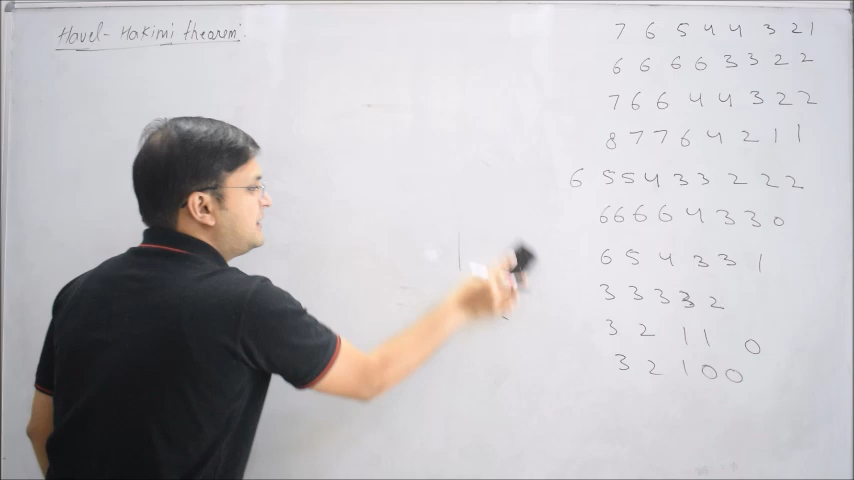 Havel-Hakimi theorem:
7 6 5 4 4 3 2 1
6 6 6 6 3 3 2 2
7 6 6 4 4 3 2 2
8 7 7 6 4 2 1 1
6 5 5 4 3 3 2 2 2
6 6 6 6 4 3 3 0
6 5 4 3 3 1
3 3 3 3 2
3 2 1 1 0
3 2 1 0 0